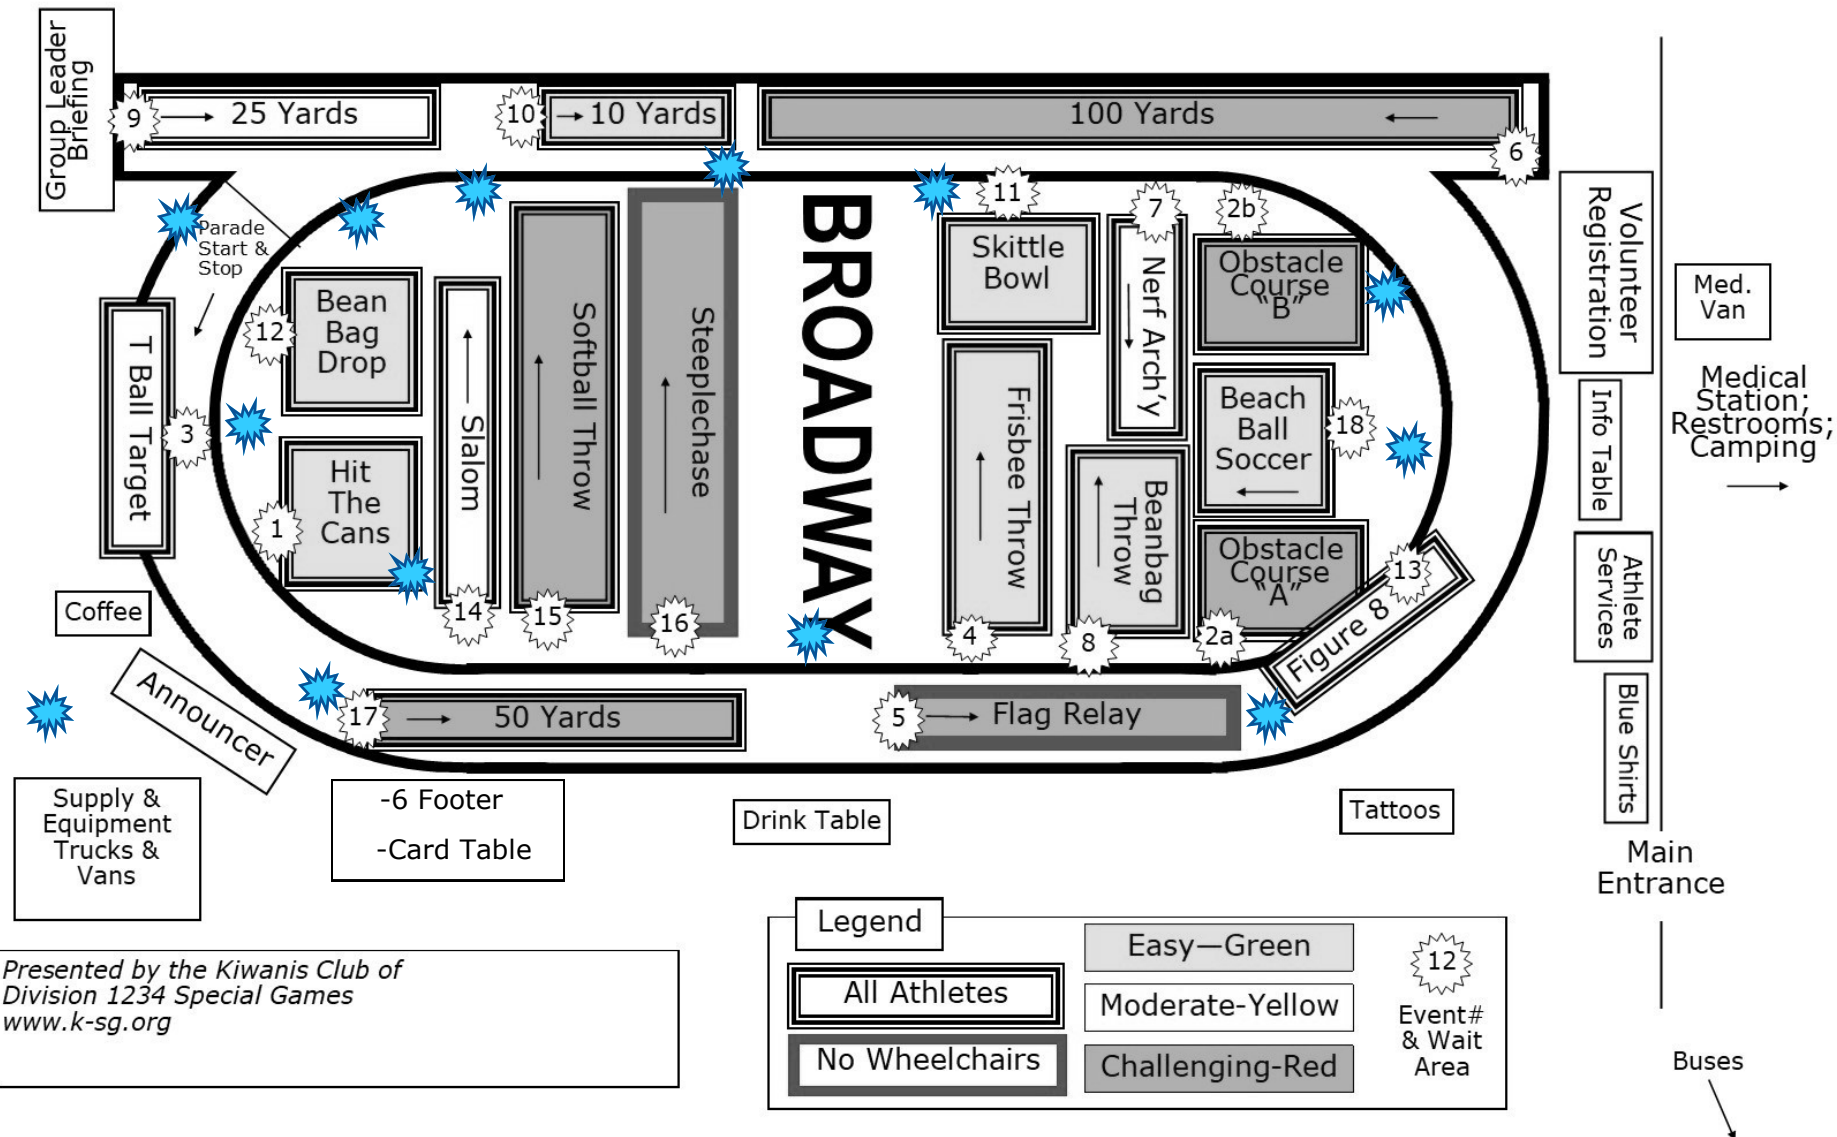 Group Leader
Briefing
9
25 Yards
10
10 Yards
100 Yards
6
Parade
Start &
Stop
12
Bean
Bag
Drop
T Ball Target
3
1
Hit
The
Cans
Slalom
14
Softball Throw
15
Steeplechase
16
BROADWAY
11
Skittle
Bowl
7
Nerf Arch'y
2b
Obstacle
Course
“B”
Frisbee Throw
4
Beanbag
Throw
8
Beach
Ball
Soccer
18
Obstacle
Course
“A”
2a
13
Figure 8
17
50 Yards
5
Flag Relay
Volunteer
Registration
Med.
Van
Medical
Station;
Restrooms;
Camping
Info Table
Athlete
Services
Blue Shirts
Main
Entrance
Coffee
Announcer
Supply &
Equipment
Trucks &
Vans
-6 Footer
-Card Table
Drink Table
Tattoos
Presented by the Kiwanis Club of
Division 1234 Special Games
www.k-sg.org
Legend
All Athletes
No Wheelchairs
Easy—Green
Moderate-Yellow
Challenging-Red
12
Event#
& Wait
Area
Buses